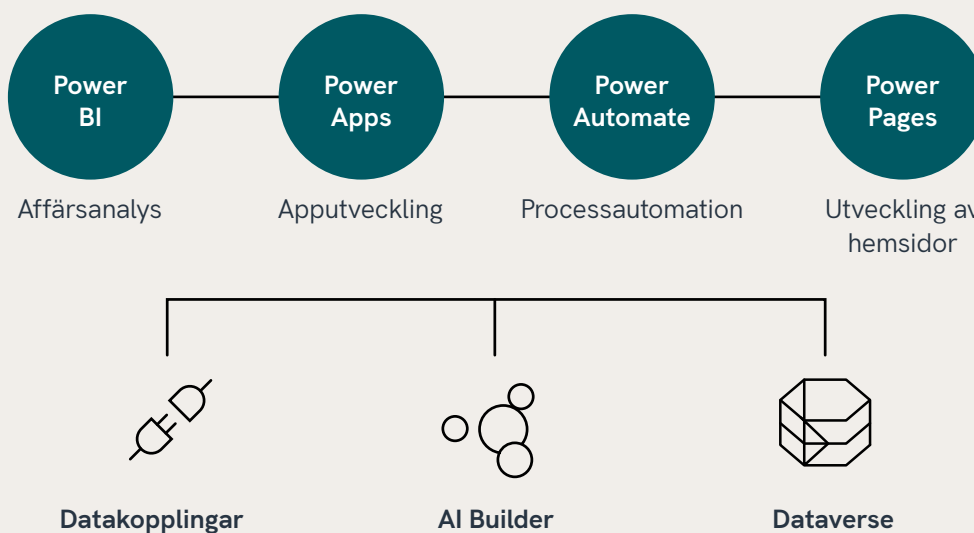 Power
BI
Power
Apps
Power
Automate
Power
Pages
Affärsanalys
Apputveckling
Processautomation
Utveckling av
hemsidor
Datakopplingar
AI Builder
Dataverse